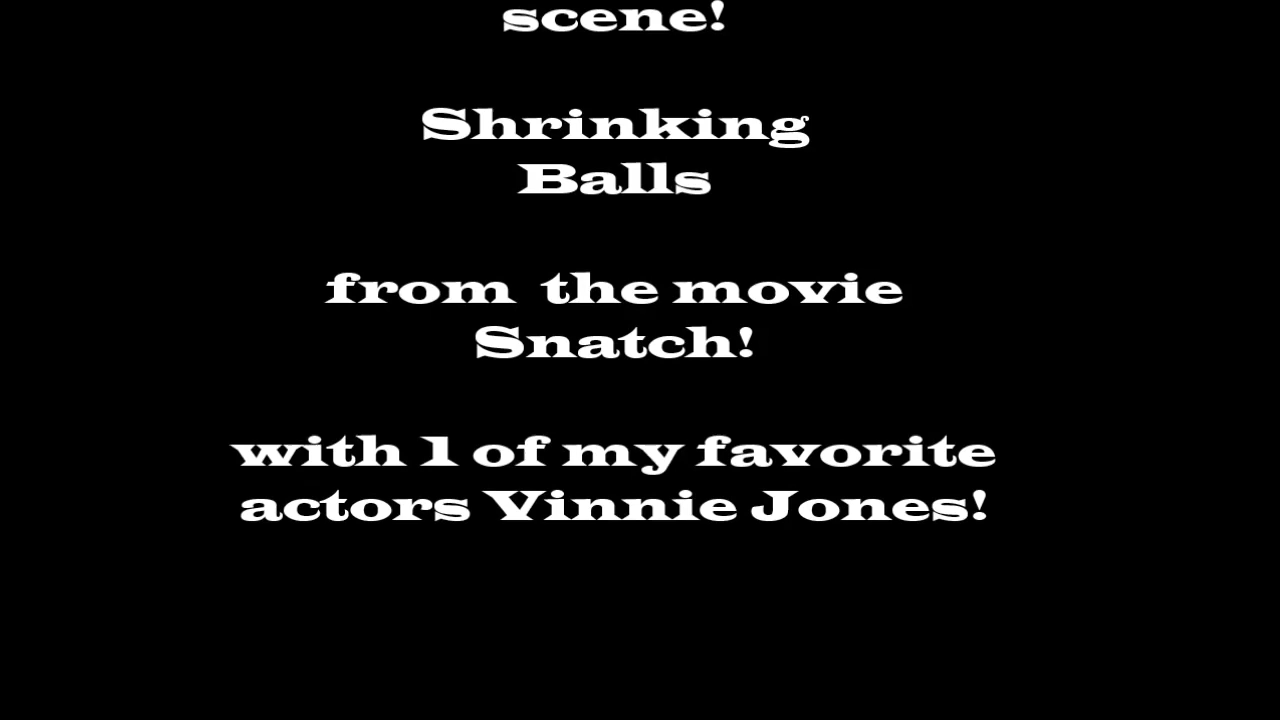 scene!
Shrinking
Balls
from the movie
Snatch!
with 1 of my favorite
actors Vinnie Jones!